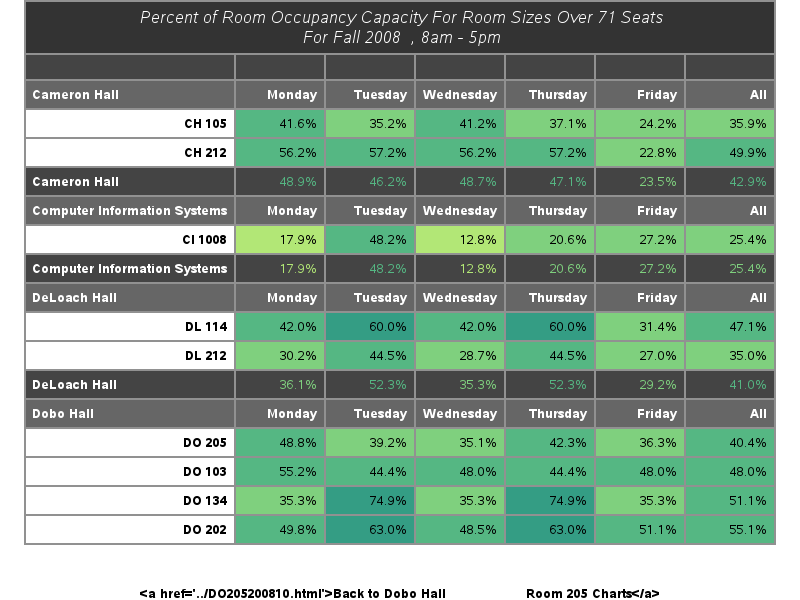 Percent of Room Occupancy Capacity For Room Sizes Over 71 Seats
For Fall 2008 , 8am - 5pm
Cameron Hall Monday Tuesday Wednesday Thursday Friday All
CH 105 41.6% 35.2% 41.2% 37.1% 24.2% 35.9%
CH 212 56.2% 57.2% 56.2% 57.2% 22.8% 49.9%
Cameron Hall 48.9% 46.2% 48.7% 47.1% 23.5% 42.9%
Computer Information Systems Monday Tuesday Wednesday Thursday Friday All
CI 1008 17.9% 48.2% 12.8% 20.6% 27.2% 25.4%
Computer Information Systems 17.9% 48.2% 12.8% 20.6% 27.2% 25.4%
DeLoach Hall Monday Tuesday Wednesday Thursday Friday All
DL 114 42.0% 60.0% 42.0% 60.0% 31.4% 47.1%
DL 212 30.2% 44.5% 28.7% 44.5% 27.0% 35.0%
DeLoach Hall 36.1% 52.3% 35.3% 52.3% 29.2% 41.0%
Dobo Hall Monday Tuesday Wednesday Thursday Friday All
DO 205 48.8% 39.2% 35.1% 42.3% 36.3% 40.4%
DO 103 55.2% 44.4% 48.0% 44.4% 48.0% 48.0%
DO 134 35.3% 74.9% 35.3% 74.9% 35.3% 51.1%
DO 202 49.8% 63.0% 48.5% 63.0% 51.1% 55.1%
<a href='../DO205200810.html'>Back to Dobo Hall Room 205 Charts</a>